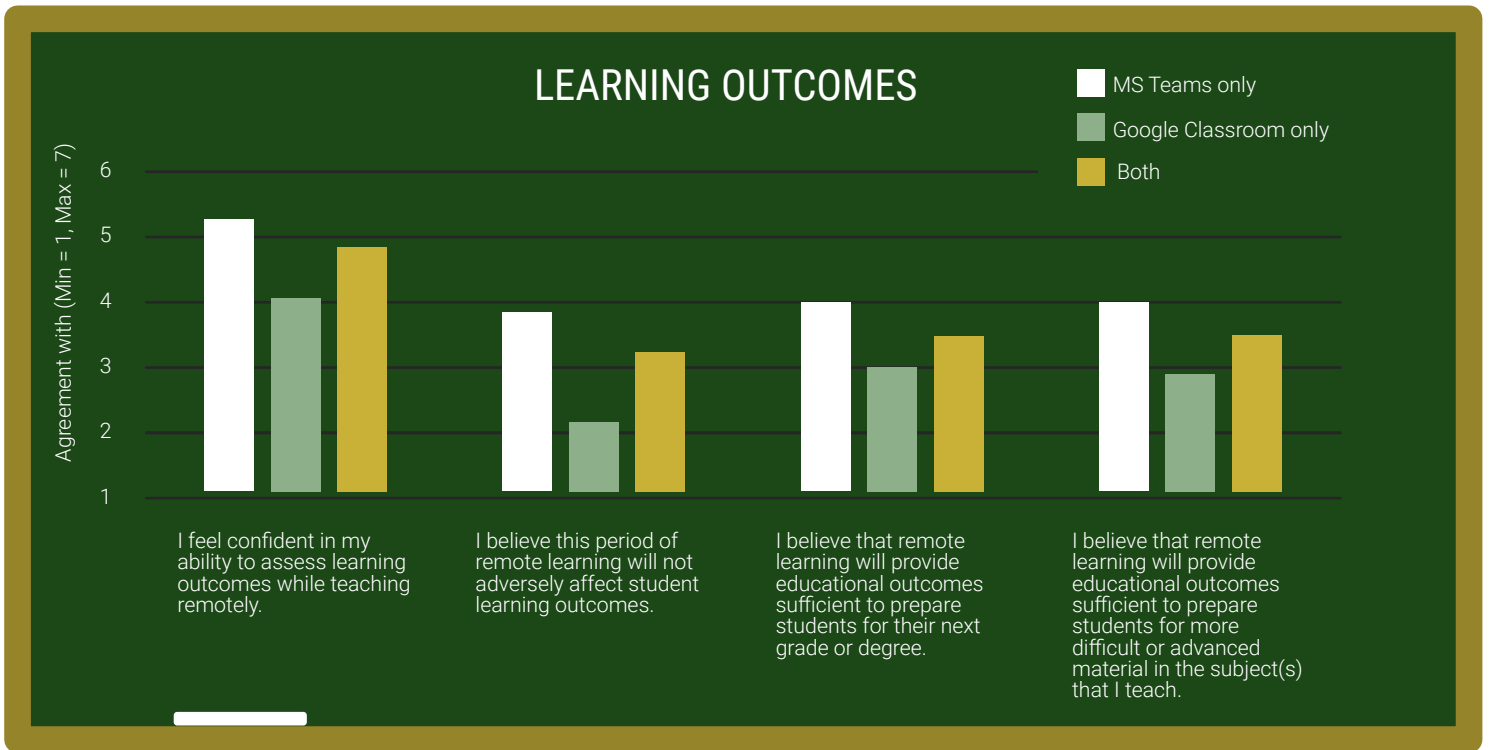 LEARNING OUTCOMES
MS Teams only
Google Classroom only
Both
Agreement with (Min = 1, Max = 7)
6
5
4
3
2
1
I feel confident in my
ability to assess learning
outcomes while teaching
remotely.
I believe this period of
remote learning will not
adversely affect student
learning outcomes.
I believe that remote
learning will provide
educational outcomes
sufficient to prepare
students for their next
grade or degree.
I believe that remote
learning will provide
educational outcomes
sufficient to prepare
students for more
difficult or advanced
material in the subject(s)
that I teach.